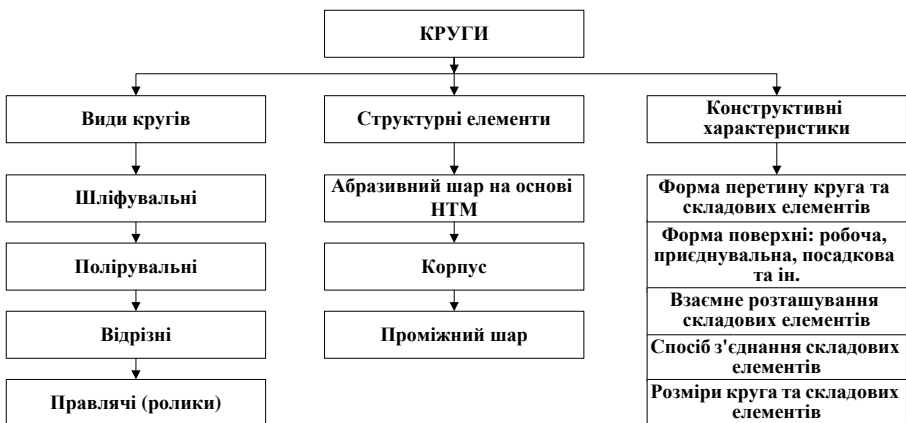 КРУГИ
Види кругів
Шліфувальні
Полірувальні
Відрізні
Правлячі (ролики)
Структурні елементи
Абразивний шар на основі
НТМ
Корпус
Проміжний шар
Конструктивні
характеристики
Форма перетину круга та
складових елементів
Форма поверхні: робоча,
приєднувальна, посадкова
та ін.
Взаємне розташування
складових елементів
Спосіб з'єднання складових
елементів
Розміри круга та складових
елементів